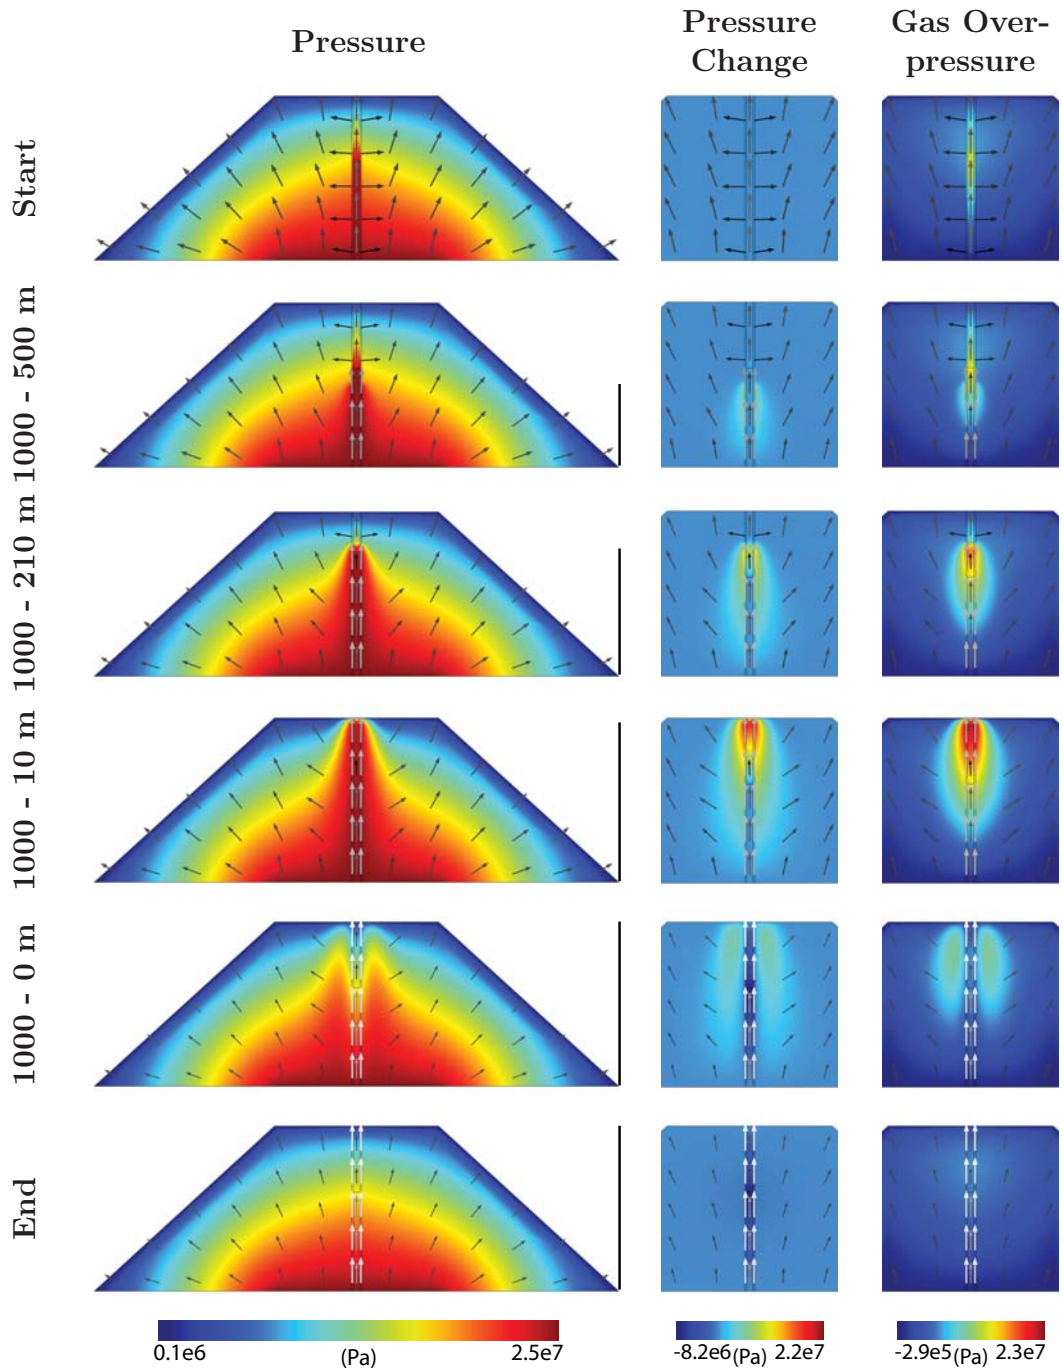 Pressure
Pressure
Change
Gas Over-
pressure
Start
1000 - 500 m
1000 - 210 m
1000 - 10 m
1000 - 0 m
End
0.1e6 (Pa) 2.5e7
-8.2e6 (Pa) 2.2e7
-2.9e5 (Pa) 2.3e7